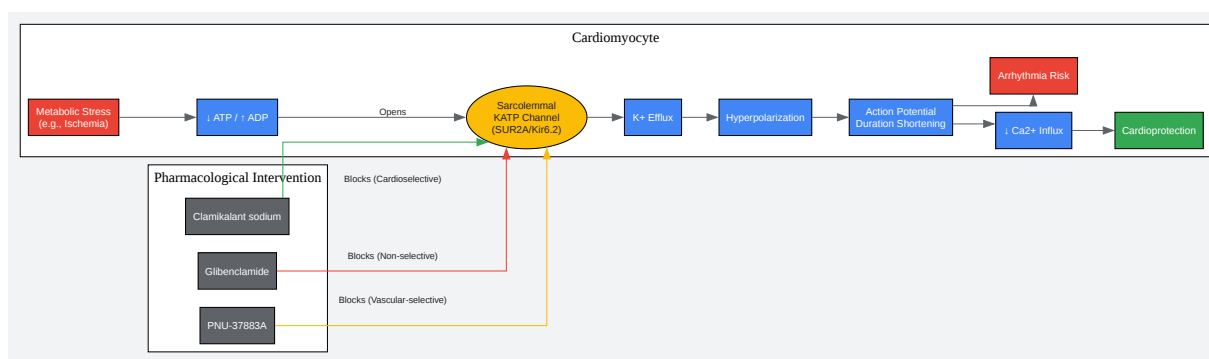 Cardiomyocyte
Metabolic Stress
(e.g., Ischemia)
↓ ATP / ↑ ADP
Opens
Sarcolemmal
KATP Channel
(SUR2A/Kir6.2)
K+ Efflux
Hyperpolarization
Action Potential
Duration Shortening
Arrhythmia Risk
↓ Ca2+ Influx
Cardioprotection
Pharmacological Intervention
Blocks (Cardioselective)
Clamikalant sodium
Blocks (Non-selective)
Glibenclamide
Blocks (Vascular-selective)
PNU-37883A